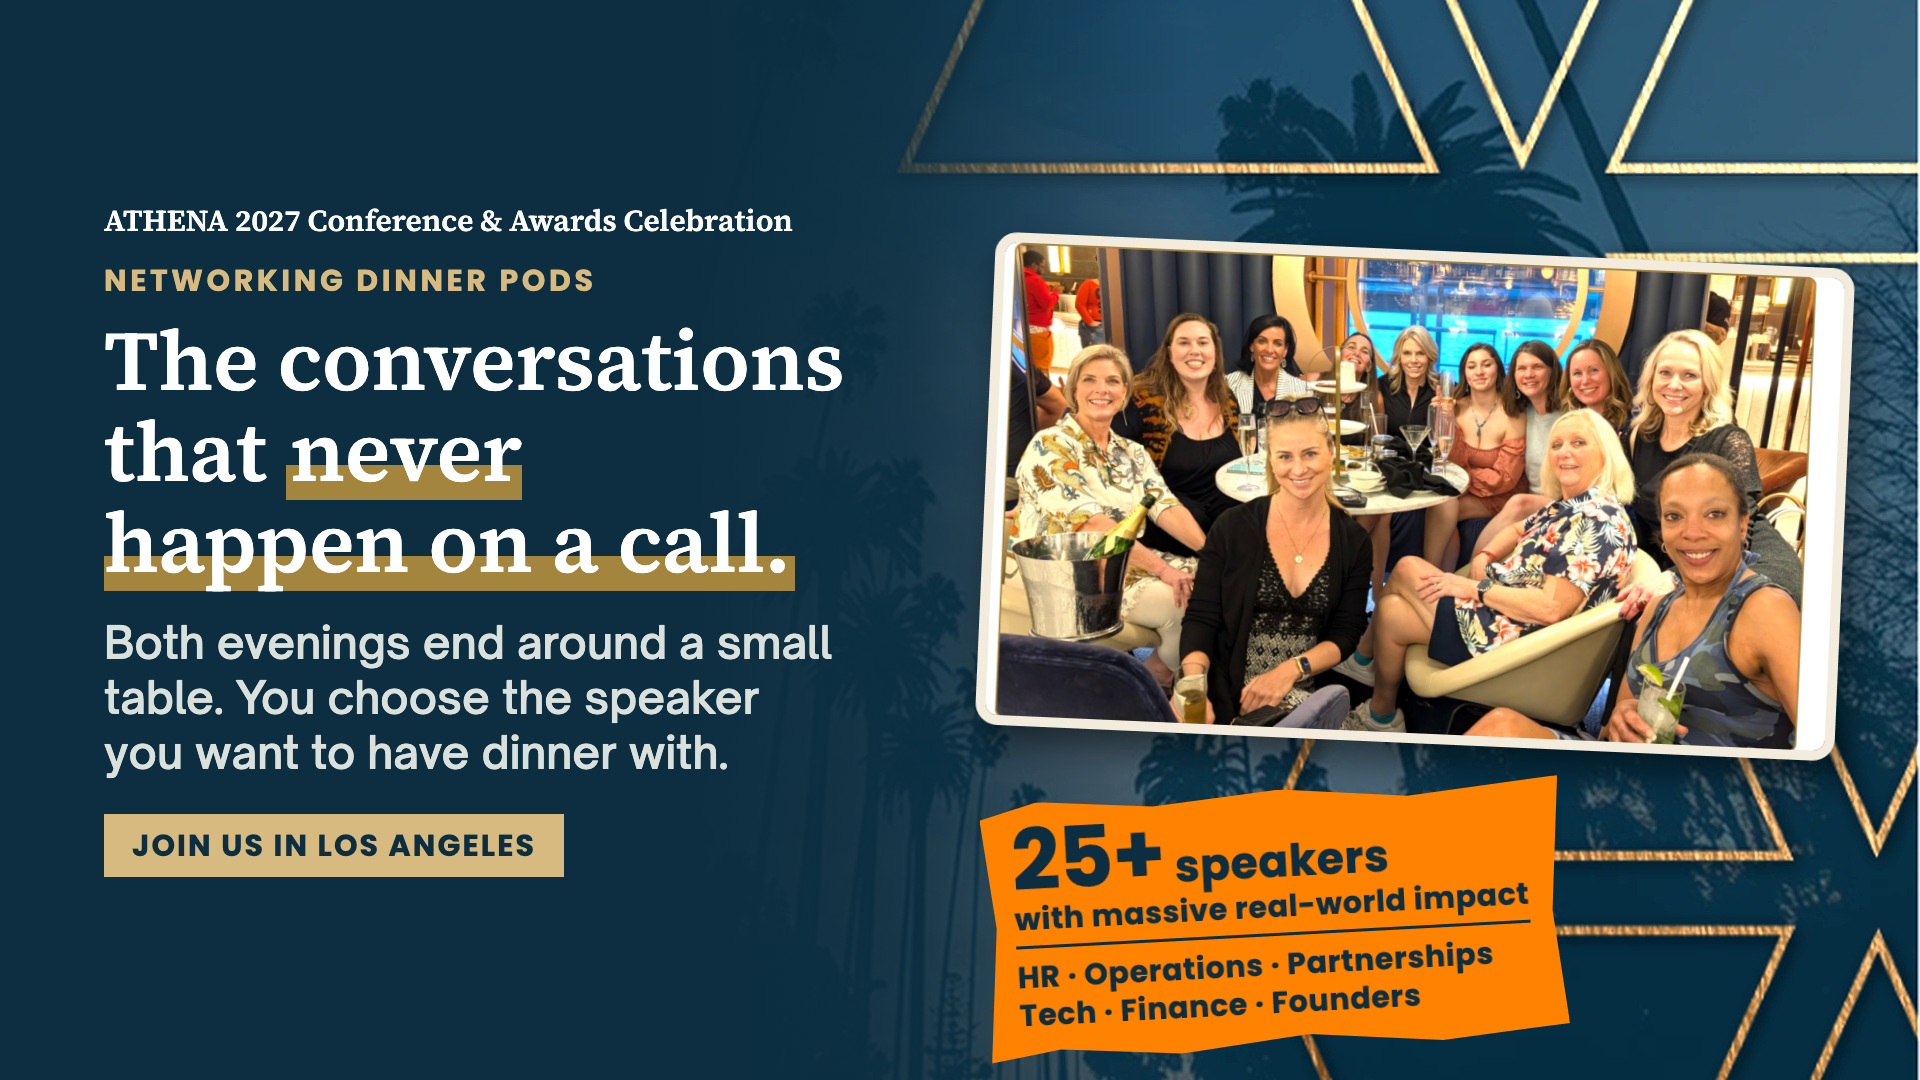 ATHENA 2027 Conference & Awards Celebration
NETWORKING DINNER PODS
The conversations
that never
happen on a call.
Both evenings end around a small
table. You choose the speaker
you want to have dinner with.
JOIN US IN LOS ANGELES
25+ speakers
with massive real-world impact
HR · Operations · Partnerships
Tech · Finance · Founders